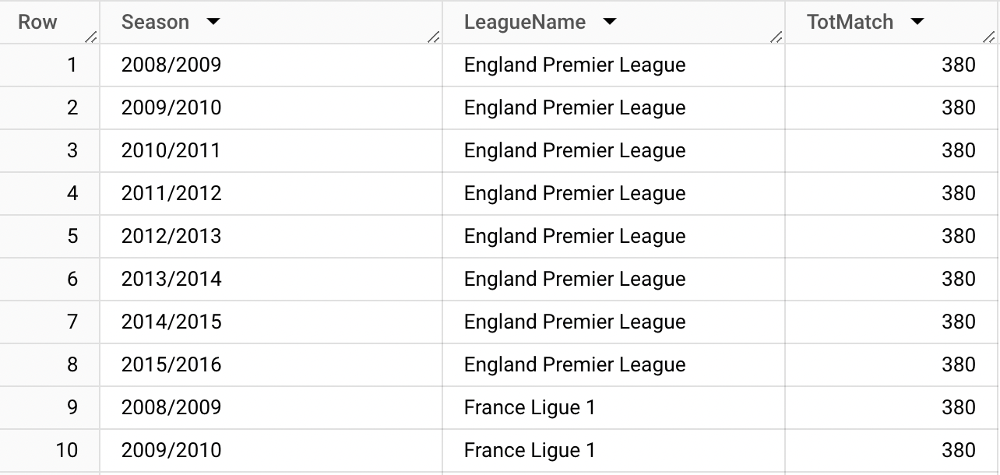 Row Season LeagueName TotMatch
1 2008/2009 England Premier League 380
2 2009/2010 England Premier League 380
3 2010/2011 England Premier League 380
4 2011/2012 England Premier League 380
5 2012/2013 England Premier League 380
6 2013/2014 England Premier League 380
7 2014/2015 England Premier League 380
8 2015/2016 England Premier League 380
9 2008/2009 France Ligue 1 380
10 2009/2010 France Ligue 1 380